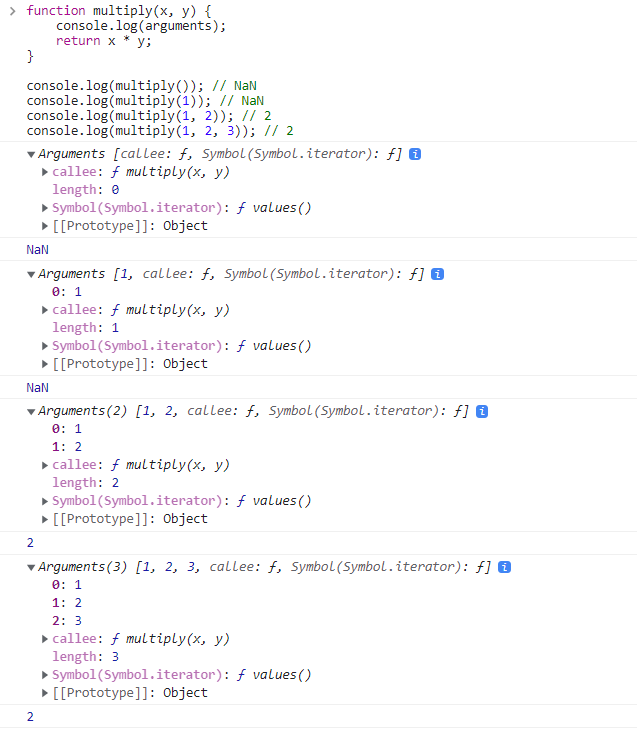 function multiply(x, y) {
    console.log(arguments);
    return x * y;
}

console.log(multiply()); // NaN
console.log(multiply(1)); // NaN
console.log(multiply(1, 2)); // 2
console.log(multiply(1, 2, 3)); // 2
Arguments [callee: ƒ, Symbol(Symbol.iterator): ƒ] i
callee: ƒ multiply(x, y)
length: 0
Symbol(Symbol.iterator): ƒ values()
[[Prototype]]: Object
NaN
Arguments [1, callee: ƒ, Symbol(Symbol.iterator): ƒ] i
0: 1
callee: ƒ multiply(x, y)
length: 1
Symbol(Symbol.iterator): ƒ values()
[[Prototype]]: Object
NaN
Arguments(2) [1, 2, callee: ƒ, Symbol(Symbol.iterator): ƒ] i
0: 1
1: 2
callee: ƒ multiply(x, y)
length: 2
Symbol(Symbol.iterator): ƒ values()
[[Prototype]]: Object
2
Arguments(3) [1, 2, 3, callee: ƒ, Symbol(Symbol.iterator): ƒ] i
0: 1
1: 2
2: 3
callee: ƒ multiply(x, y)
length: 3
Symbol(Symbol.iterator): ƒ values()
[[Prototype]]: Object
2